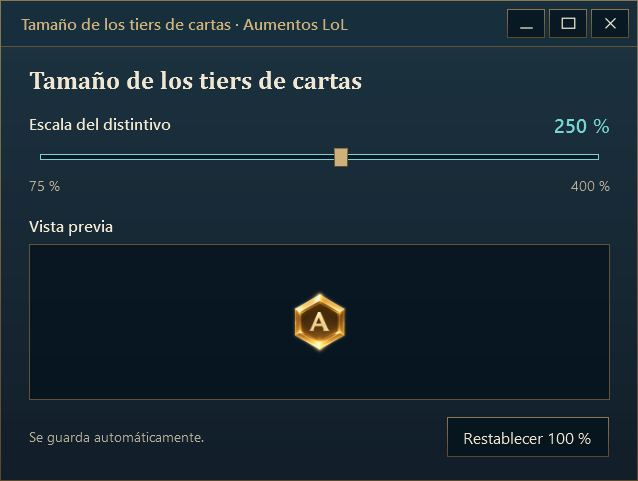 Tamaño de los tiers de cartas · Aumentos LoL
Tamaño de los tiers de cartas
Escala del distintivo
250 %
75 %
400 %
Vista previa
A
Se guarda automáticamente.
Restablecer 100 %